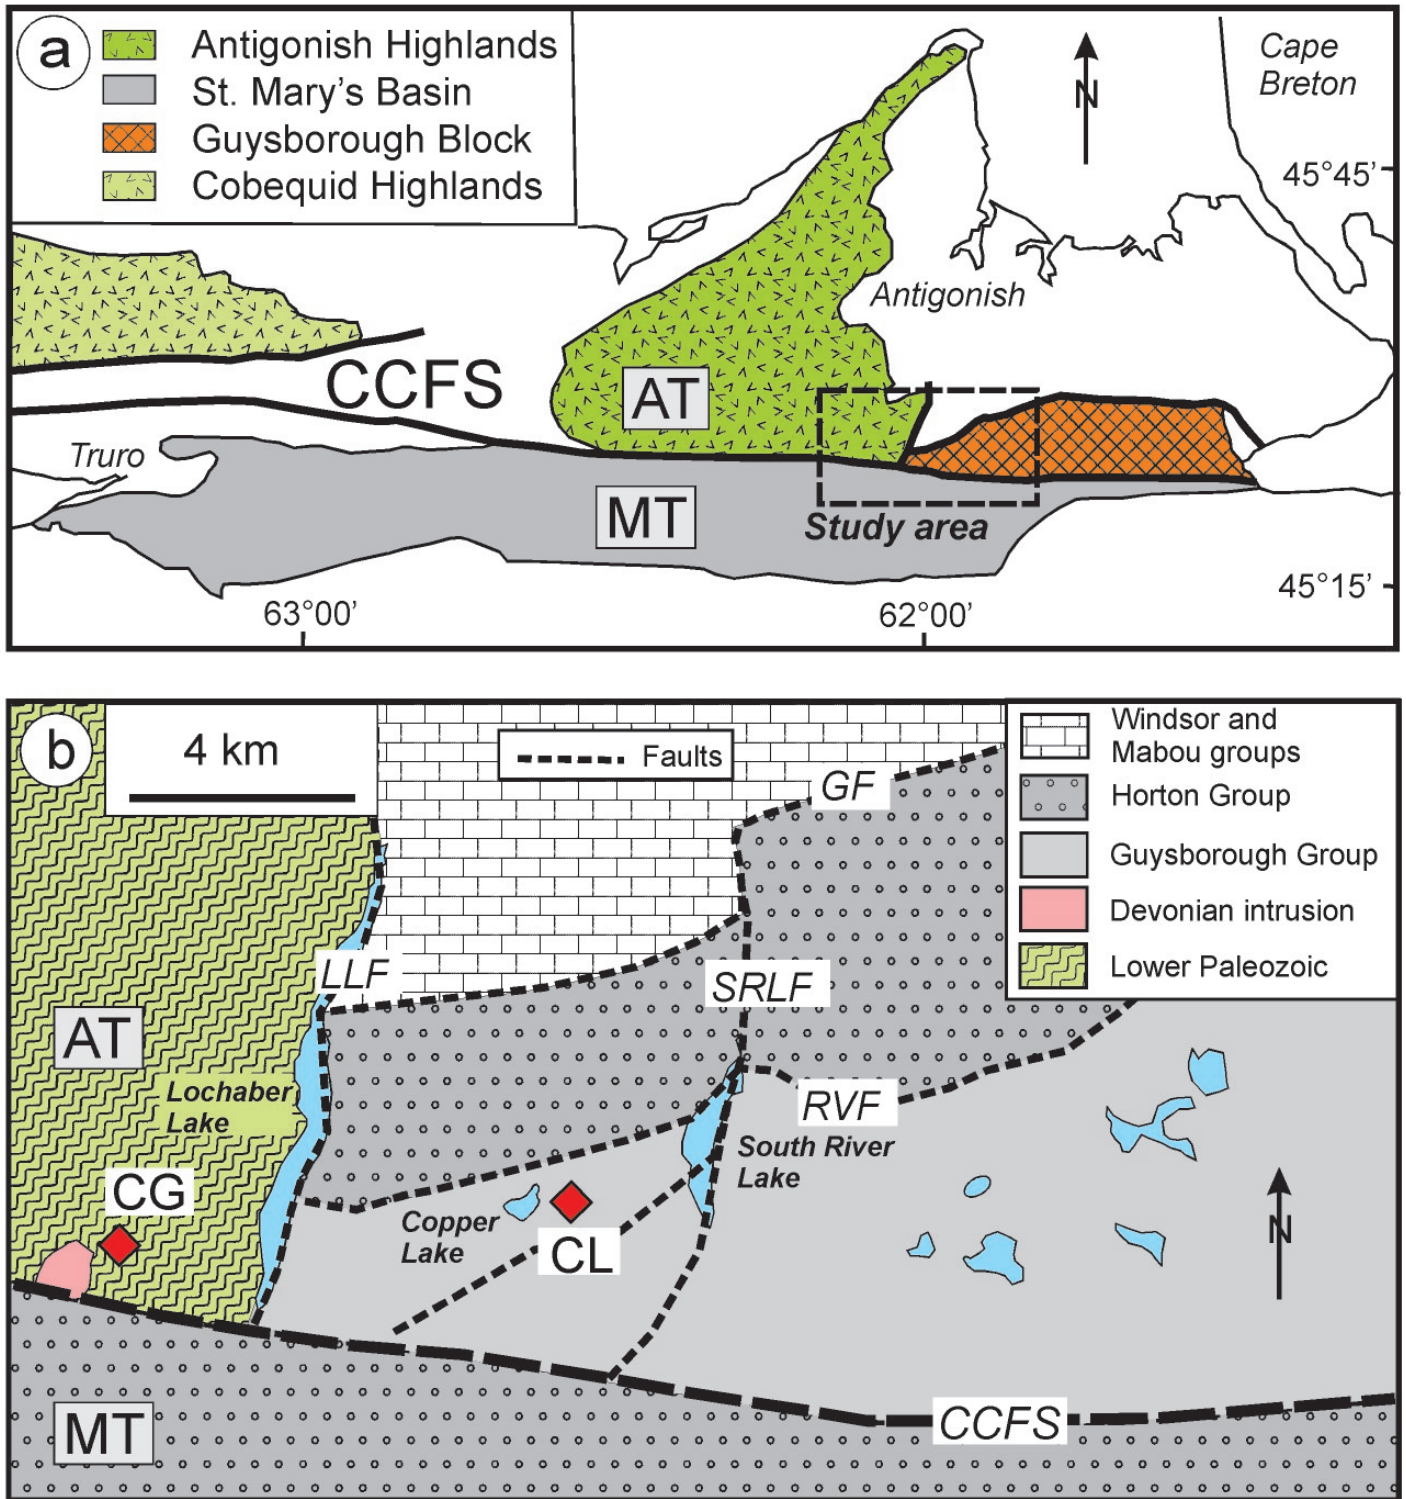 a
Antigonish Highlands
St. Mary's Basin
Guysborough Block
Cobequid Highlands
N
Cape
Breton
45°45'
Antigonish
CCFS
AT
Truro
MT
Study area
45°15'
63°00'
62°00'
b
4 km
Faults
GF
Windsor and
Mabou groups
Horton Group
Guysborough Group
Devonian intrusion
Lower Paleozoic
LLF
SRLF
AT
Lochaber
Lake
RVF
South River
Lake
CG
Copper
Lake
CL
N
CCFS
MT